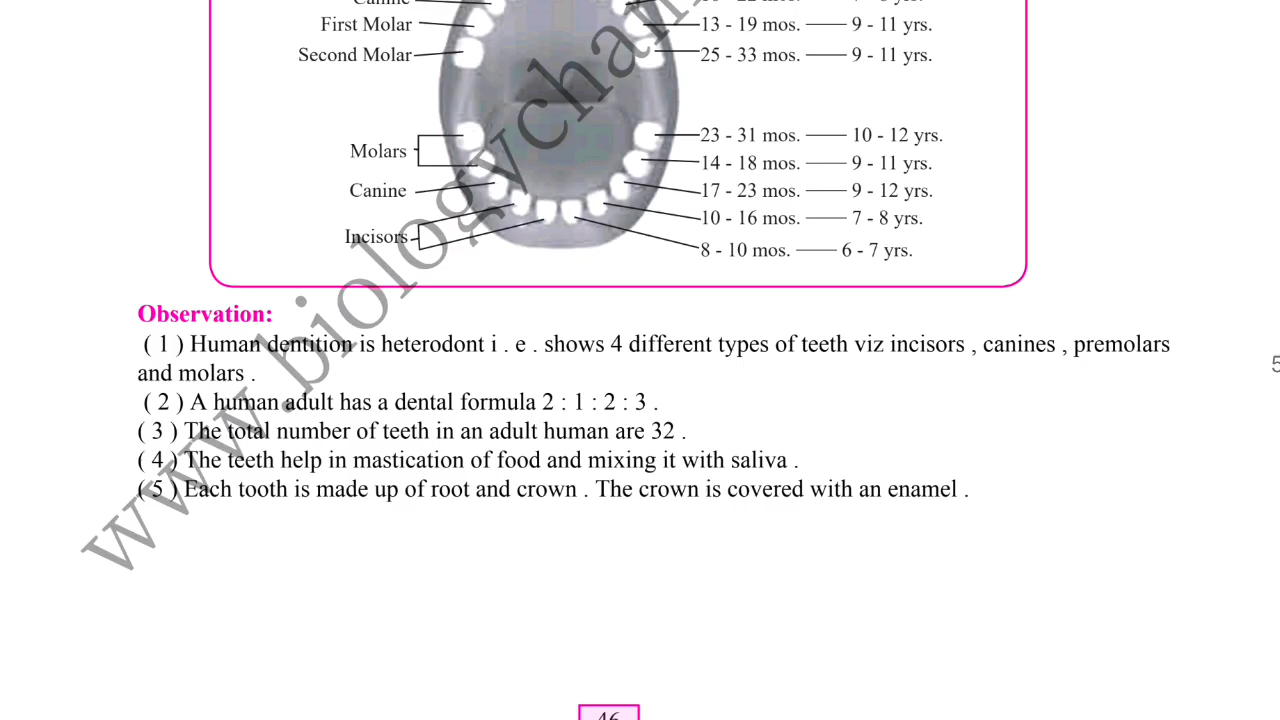 First Molar 13 - 19 mos. 9 - 11 yrs.
Second Molar 25 - 33 mos. 9 - 11 yrs.
23 - 31 mos. 10 - 12 yrs.
Molars
14 - 18 mos. 9 - 11 yrs.
Canine 17 - 23 mos. 9 - 12 yrs.
10 - 16 mos. 7 - 8 yrs.
Incisors
8 - 10 mos. 6 - 7 yrs.
Observation:
( 1 ) Human dentition is heterodont i . e . shows 4 different types of teeth viz incisors , canines , premolars
and molars .
( 2 ) A human adult has a dental formula 2 : 1 : 2 : 3 .
( 3 ) The total number of teeth in an adult human are 32 .
( 4 ) The teeth help in mastication of food and mixing it with saliva .
( 5 ) Each tooth is made up of root and crown . The crown is covered with an enamel .
www.biologycham
5